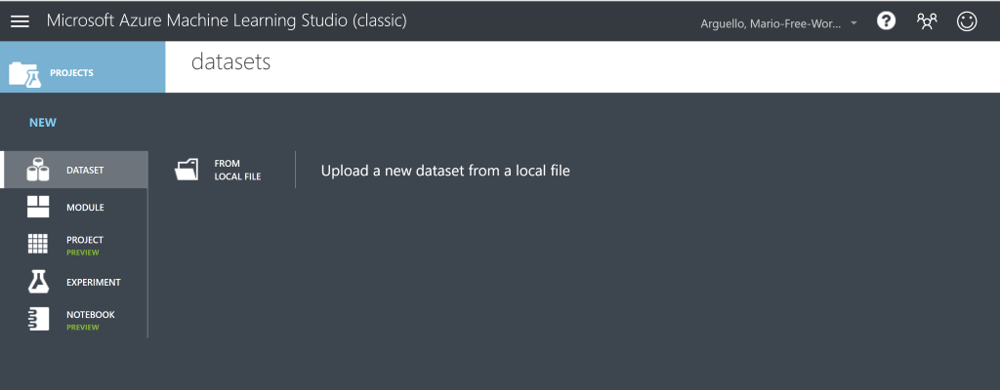 Microsoft Azure Machine Learning Studio (classic)
Arguello, Mario-Free-Wor...
?
PROJECTS
datasets
NEW
DATASET
FROM
LOCAL FILE
Upload a new dataset from a local file
MODULE
PROJECT
PREVIEW
EXPERIMENT
NOTEBOOK
PREVIEW